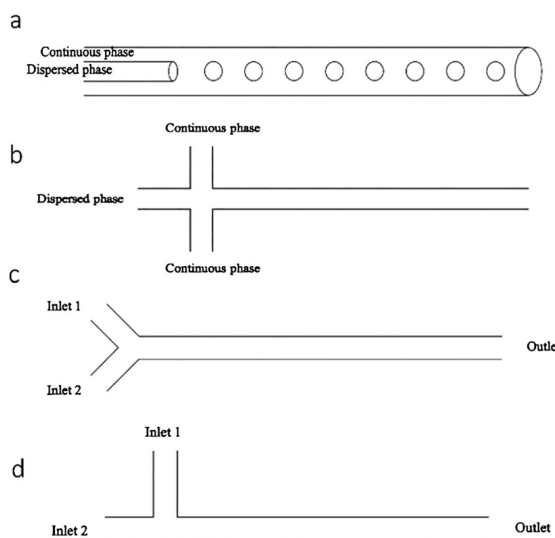 a
Continuous phase
Dispersed phase
Continuous phase
b
Dispersed phase
Continuous phase
c
Inlet 1
Outle
Inlet 2
Inlet 1
d
Inlet 2
Outlet